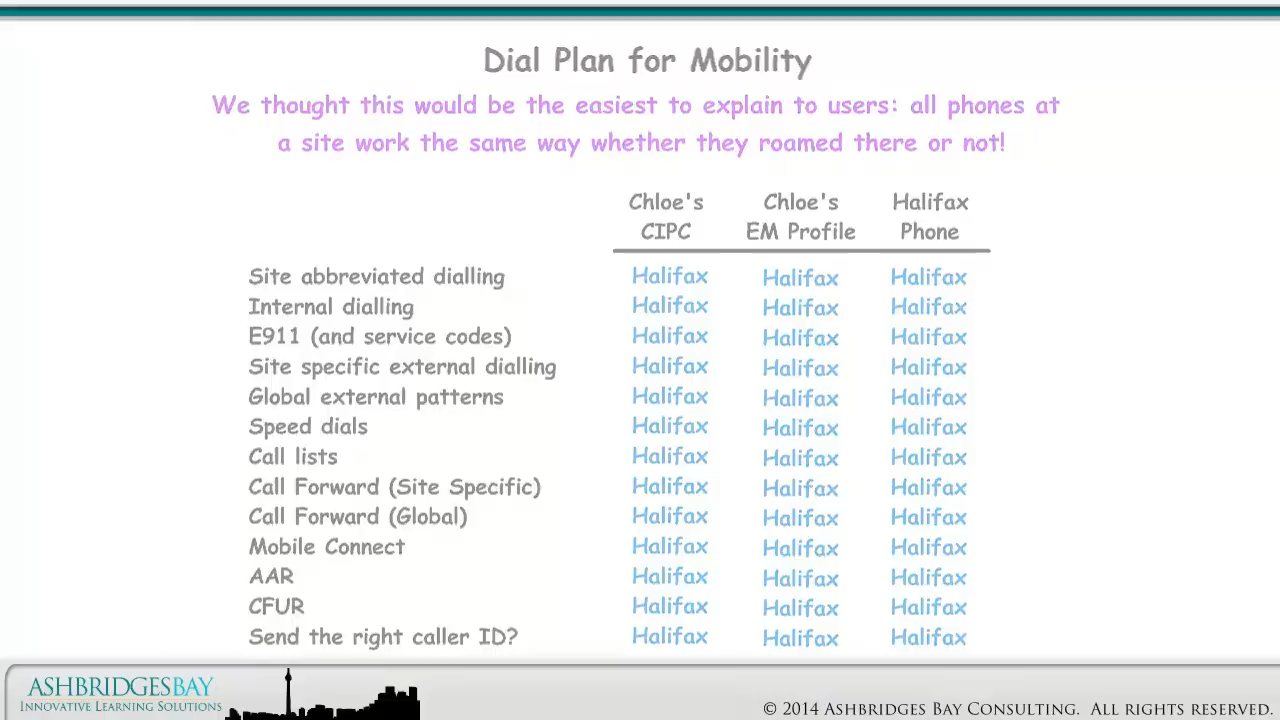 Dial Plan for Mobility
We thought this would be the easiest to explain to users: all phones at
a site work the same way whether they roamed there or not!
Chloe's Chloe's Halifax
CIPC EM Profile Phone
Site abbreviated dialling Halifax Halifax Halifax
Internal dialling Halifax Halifax Halifax
E911 (and service codes) Halifax Halifax Halifax
Site specific external dialling Halifax Halifax Halifax
Global external patterns Halifax Halifax Halifax
Speed dials Halifax Halifax Halifax
Call lists Halifax Halifax Halifax
Call Forward (Site Specific) Halifax Halifax Halifax
Call Forward (Global) Halifax Halifax Halifax
Mobile Connect Halifax Halifax Halifax
AAR Halifax Halifax Halifax
CFUR Halifax Halifax Halifax
Send the right caller ID? Halifax Halifax Halifax
ASHBRIDGESBAY
INNOVATIVE LEARNING SOLUTIONS
© 2014 ASHBRIDGES BAY CONSULTING. ALL RIGHTS RESERVED.